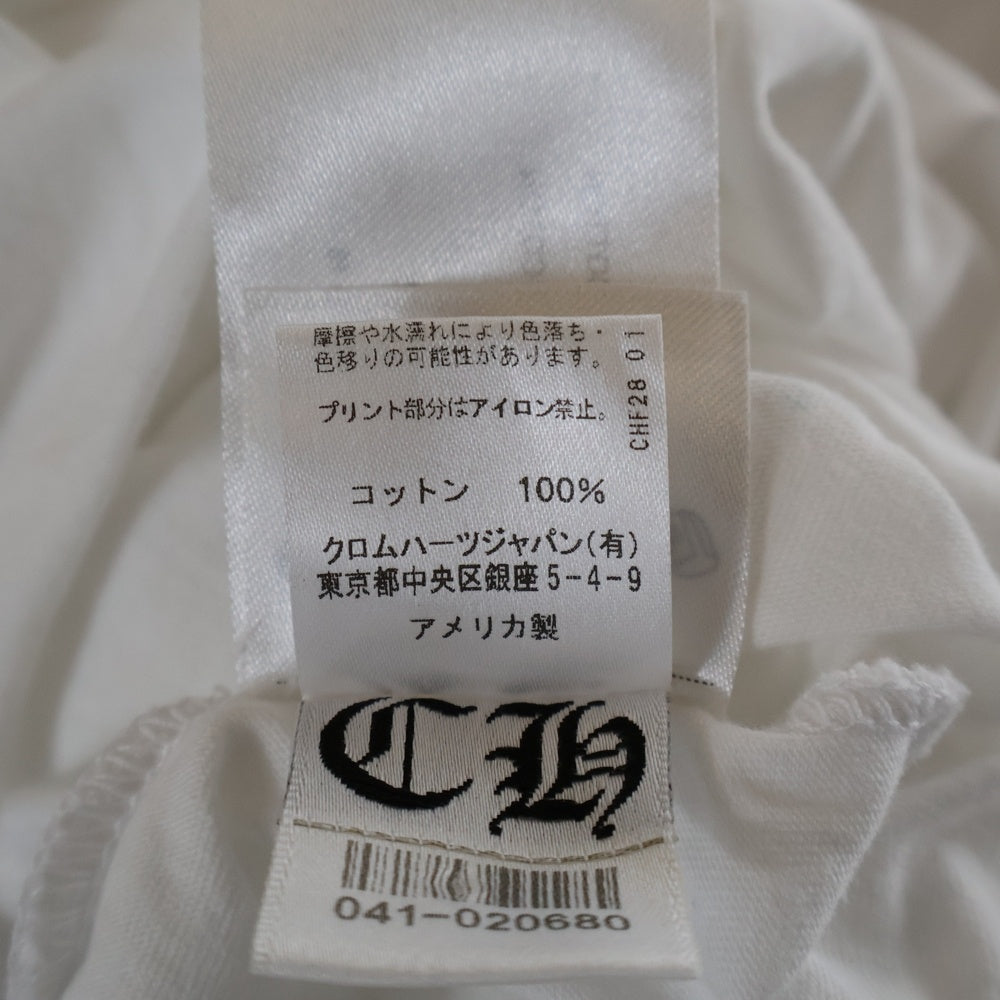 摩擦や水濡れにより色落ち・
色移りの可能性があります。
プリント部分はアイロン禁止。
CHF28 01
コットン 100%
クロムハーツジャパン(有)
東京都中央区銀座5-4-9
アメリカ製
CH
041-020680